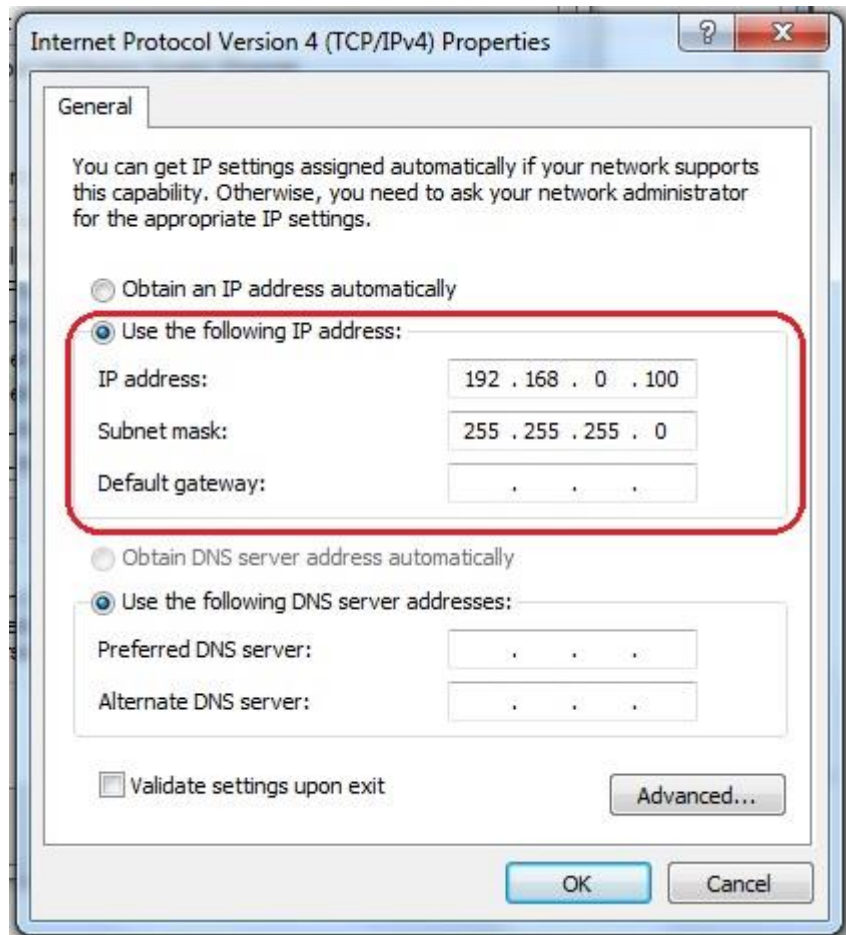 Internet Protocol Version 4 (TCP/IPv4) Properties
General
You can get IP settings assigned automatically if your network supports
this capability. Otherwise, you need to ask your network administrator
for the appropriate IP settings.
Obtain an IP address automatically
Use the following IP address:
IP address: 192 . 168 . 0 . 100
Subnet mask: 255 . 255 . 255 . 0
Default gateway: . . .
Obtain DNS server address automatically
Use the following DNS server addresses:
Preferred DNS server: . . .
Alternate DNS server: . . .
Validate settings upon exit
Advanced...
OK Cancel